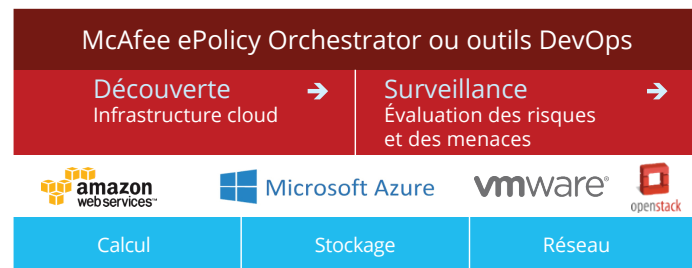 McAfee ePolicy Orchestrator ou outils DevOps
Découverte
Infrastructure cloud
Surveillance
Évaluation des risques
et des menaces
amazon
webservices™
Microsoft Azure
vmware®
openstack
Calcul
Stockage
Réseau